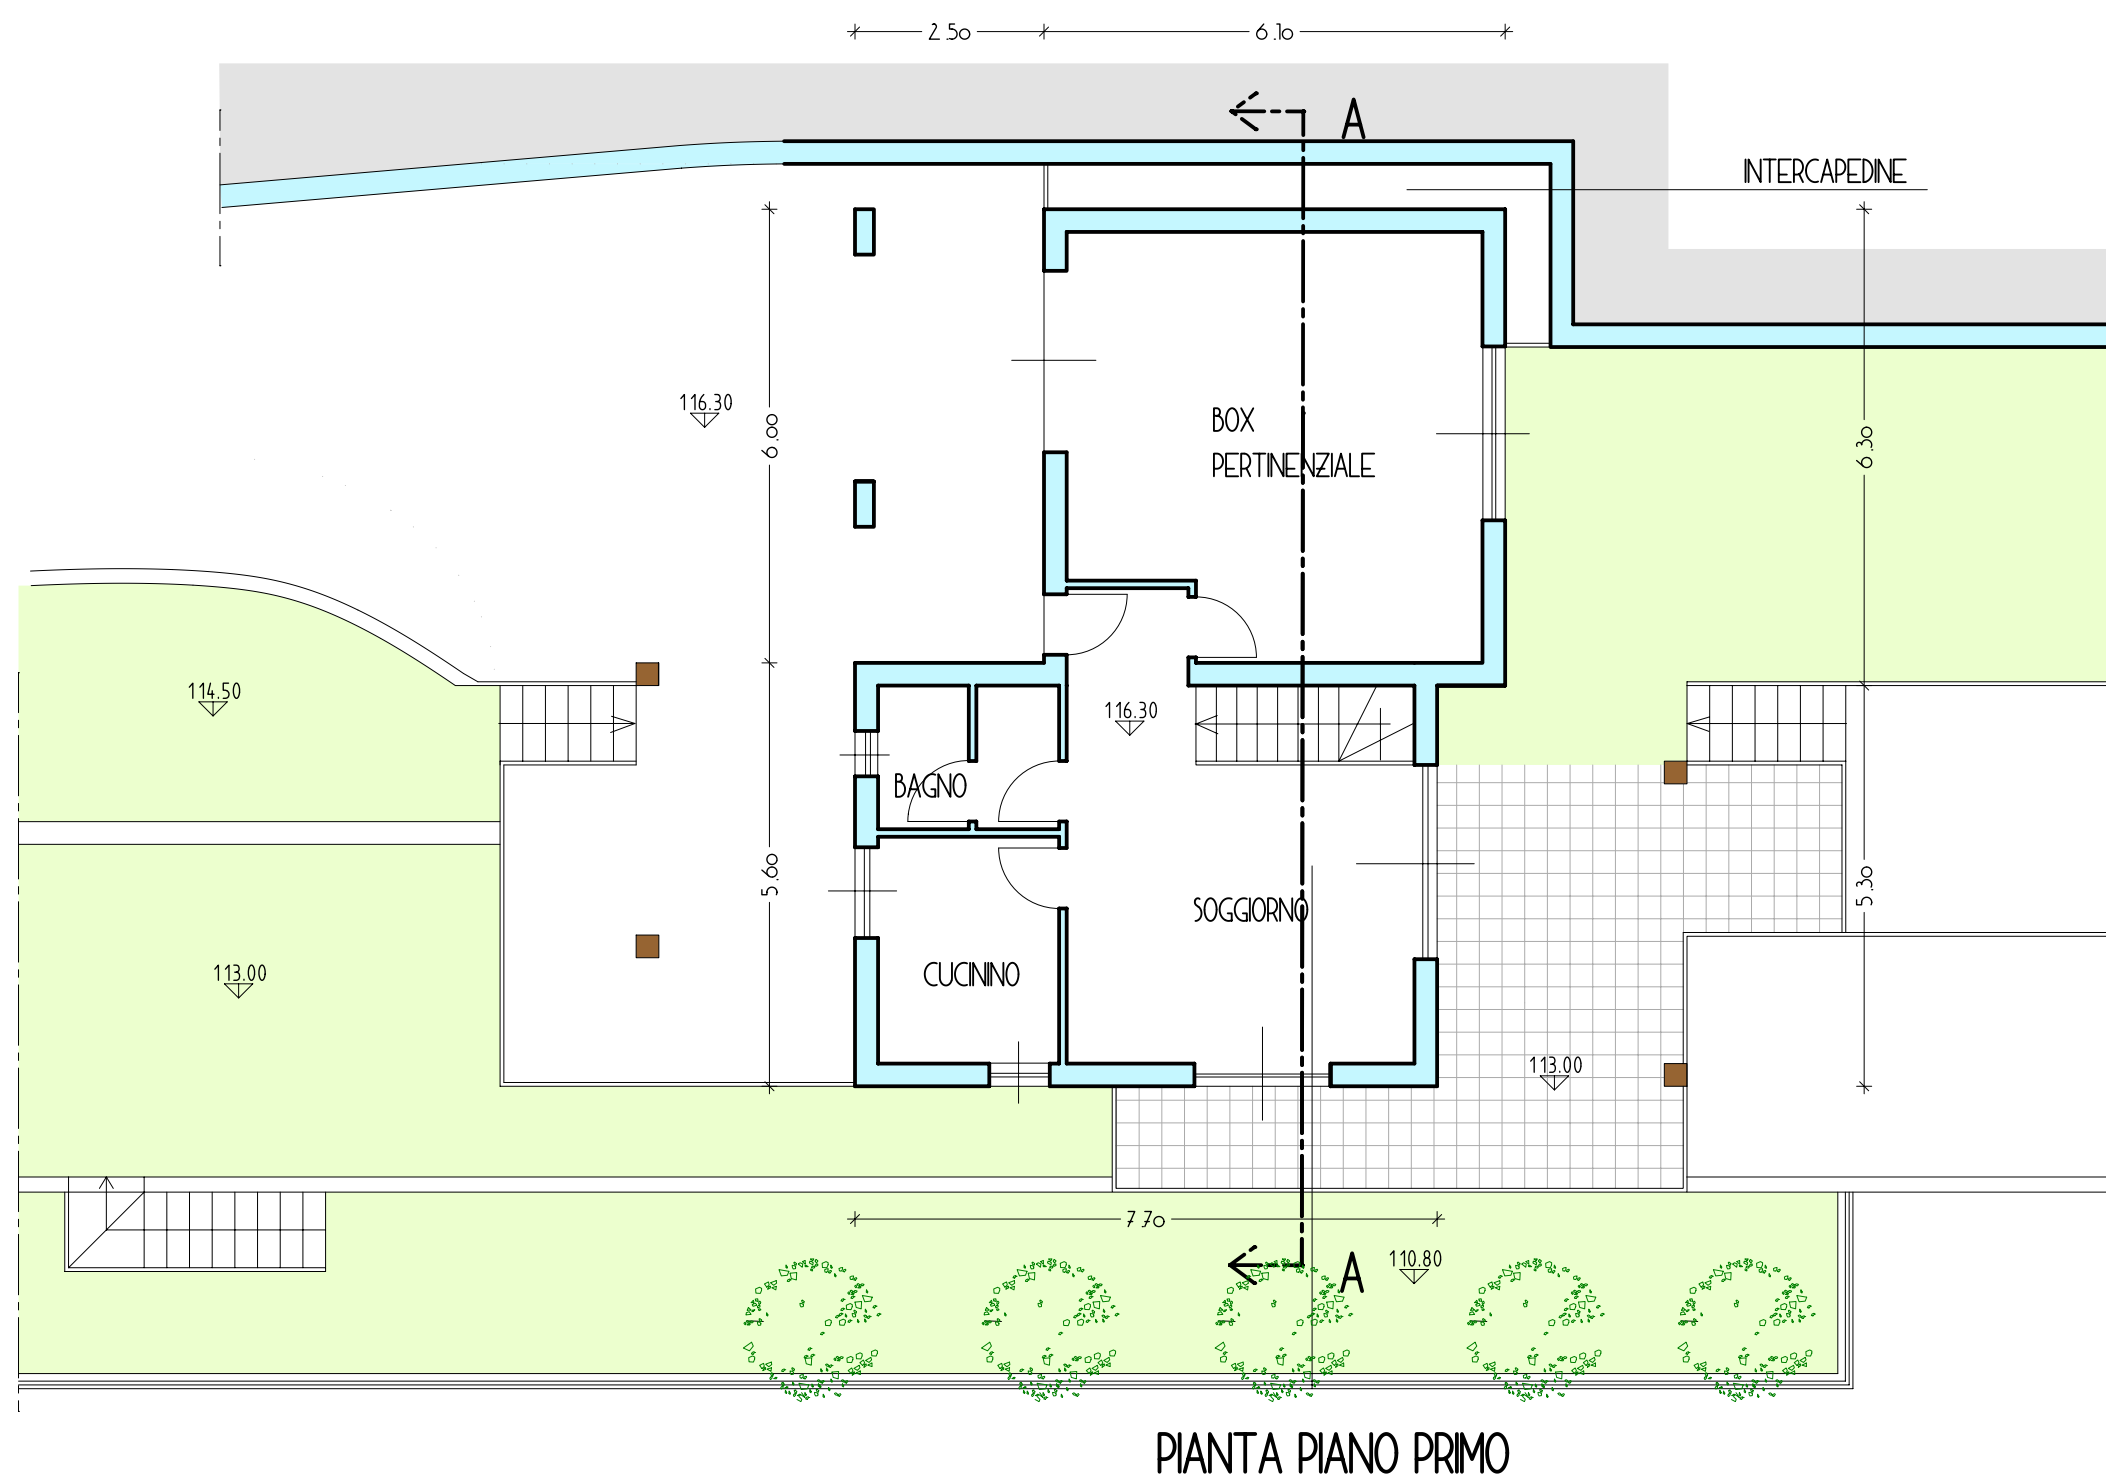 2.50
6.10
A
INTERCAPEDINE
116.30
6.00
BOX
PERTINENZIALE
6.30
114.50
116.30
BAGNO
5.60
SOGGIORNO
5.30
CUCININO
113.00
113.00
7.70
A
110.80
PIANTA PIANO PRIMO